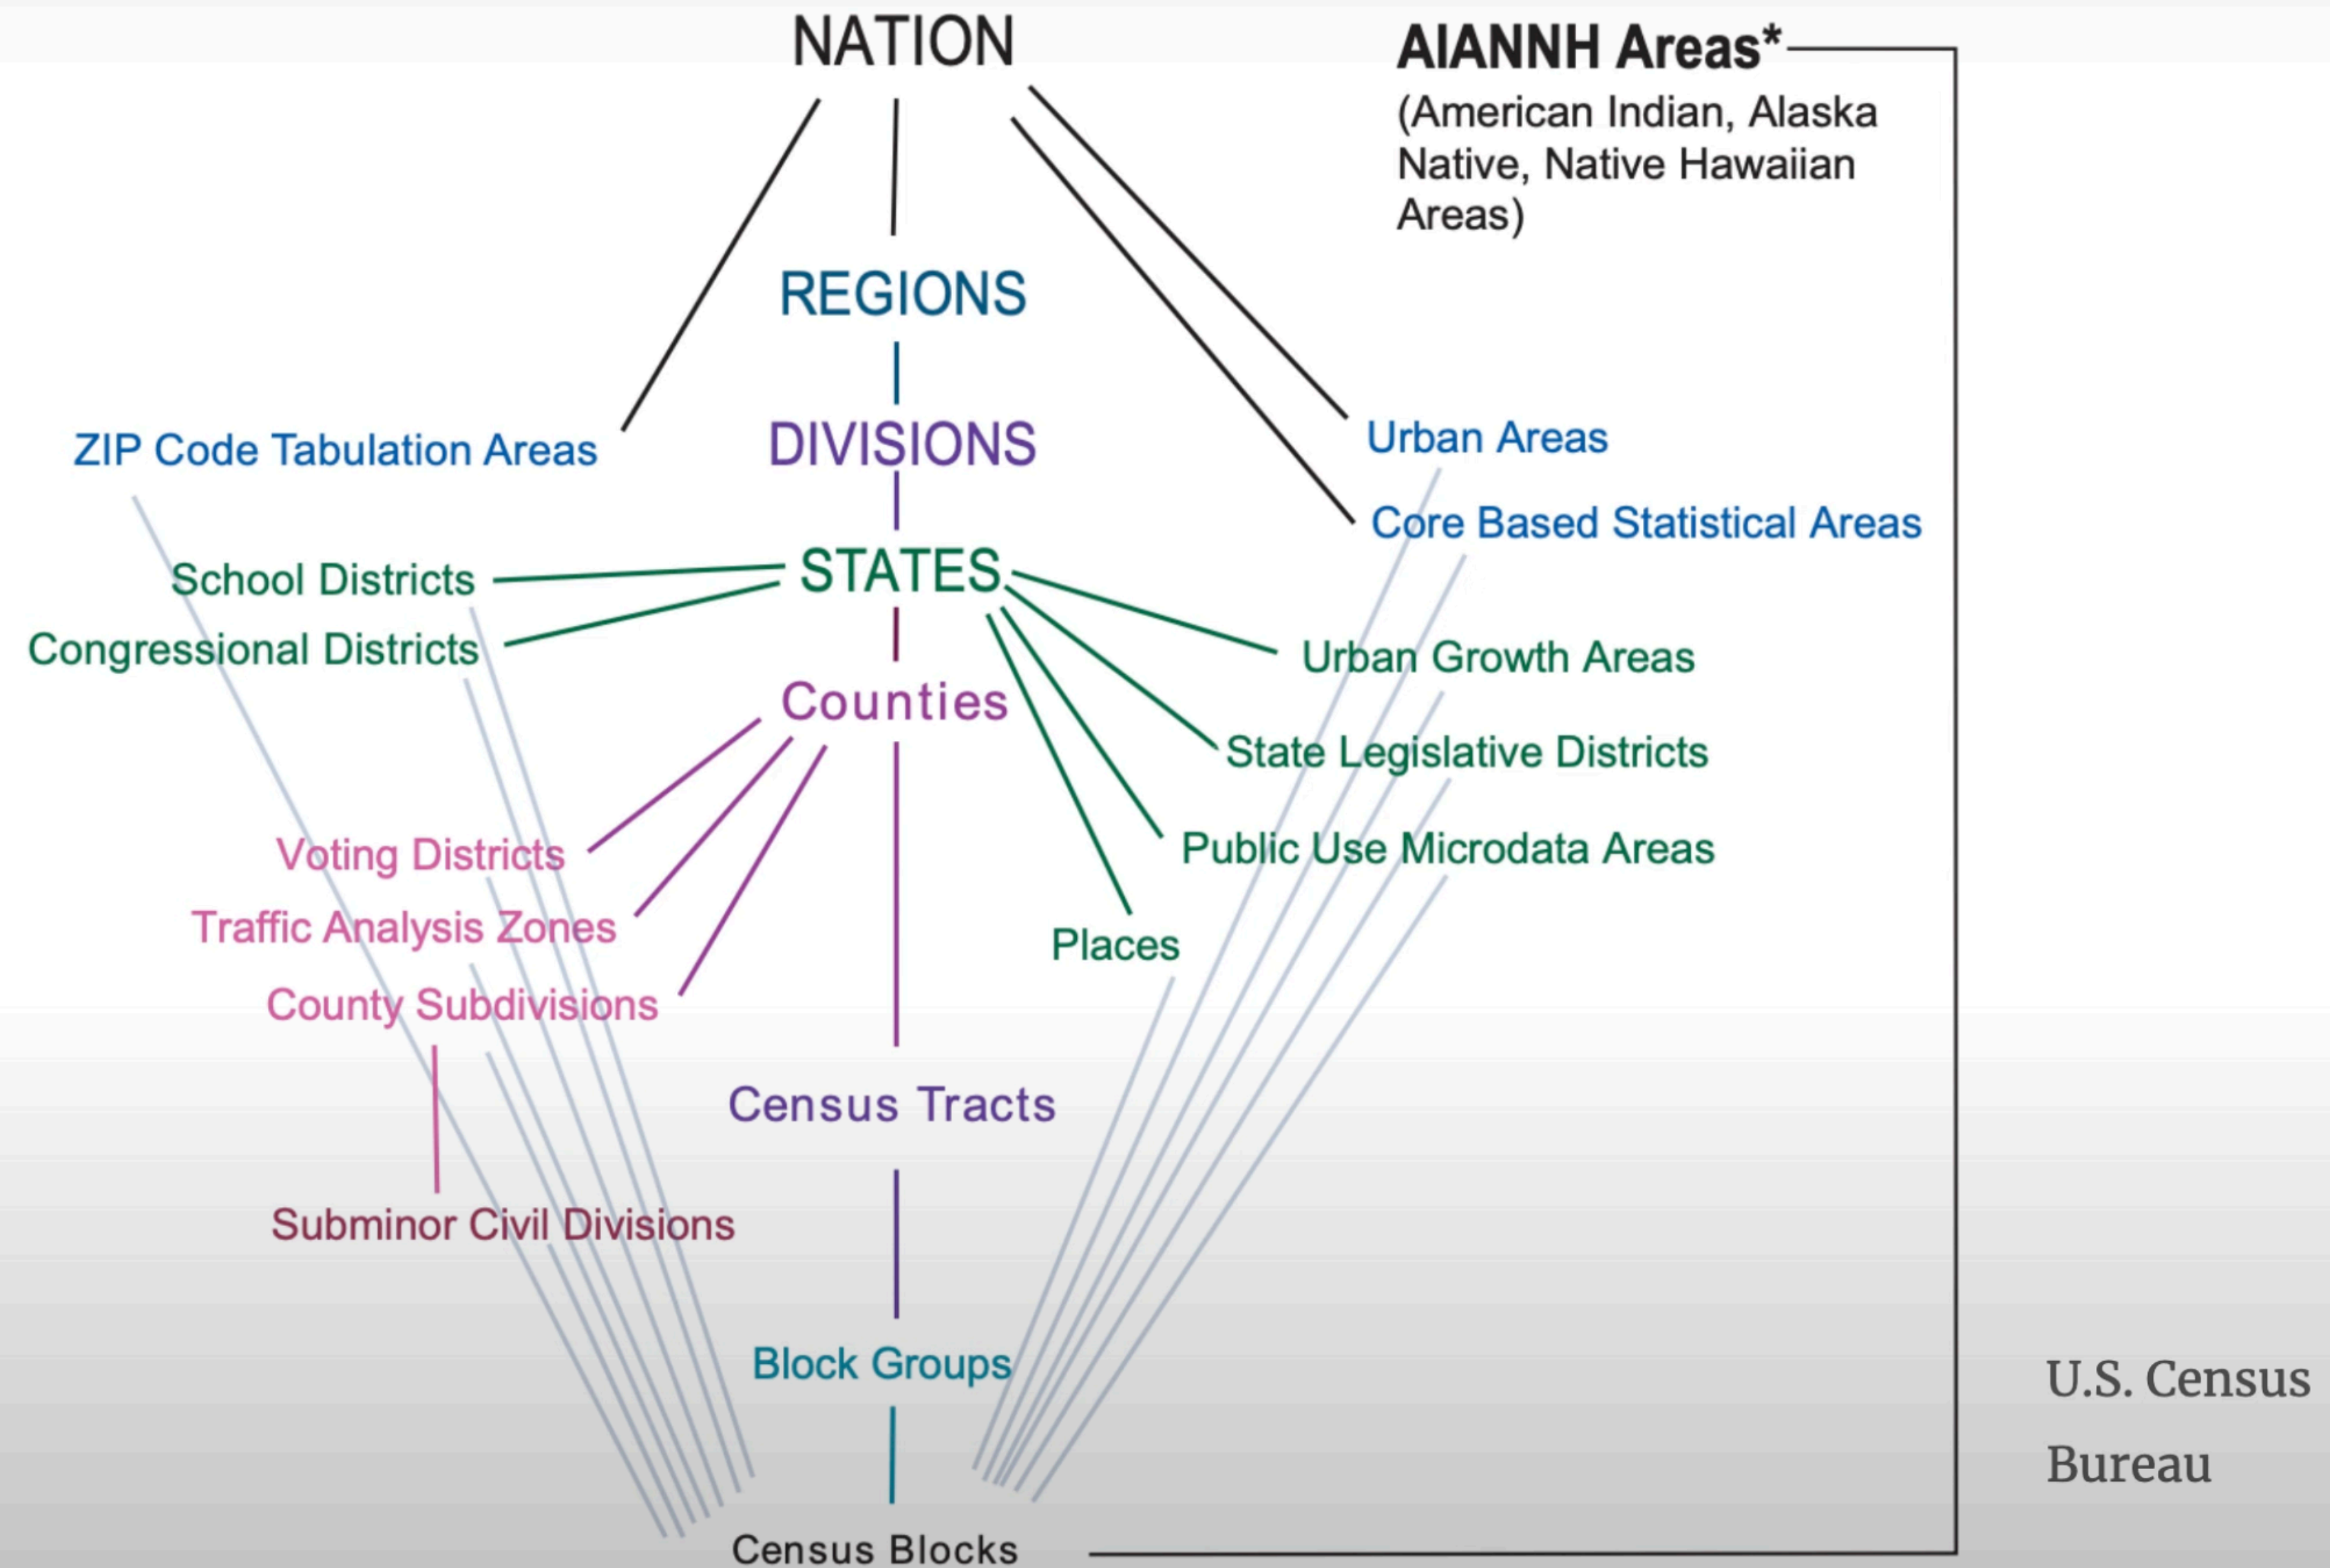 NATION
AIANNH Areas*
(American Indian, Alaska
Native, Native Hawaiian
Areas)
REGIONS
ZIP Code Tabulation Areas
DIVISIONS
Urban Areas
Core Based Statistical Areas
School Districts
STATES
Congressional Districts
Urban Growth Areas
Counties
State Legislative Districts
Voting Districts
Public Use Microdata Areas
Traffic Analysis Zones
Places
County Subdivisions
Census Tracts
Subminor Civil Divisions
Block Groups
U.S. Census
Bureau
Census Blocks